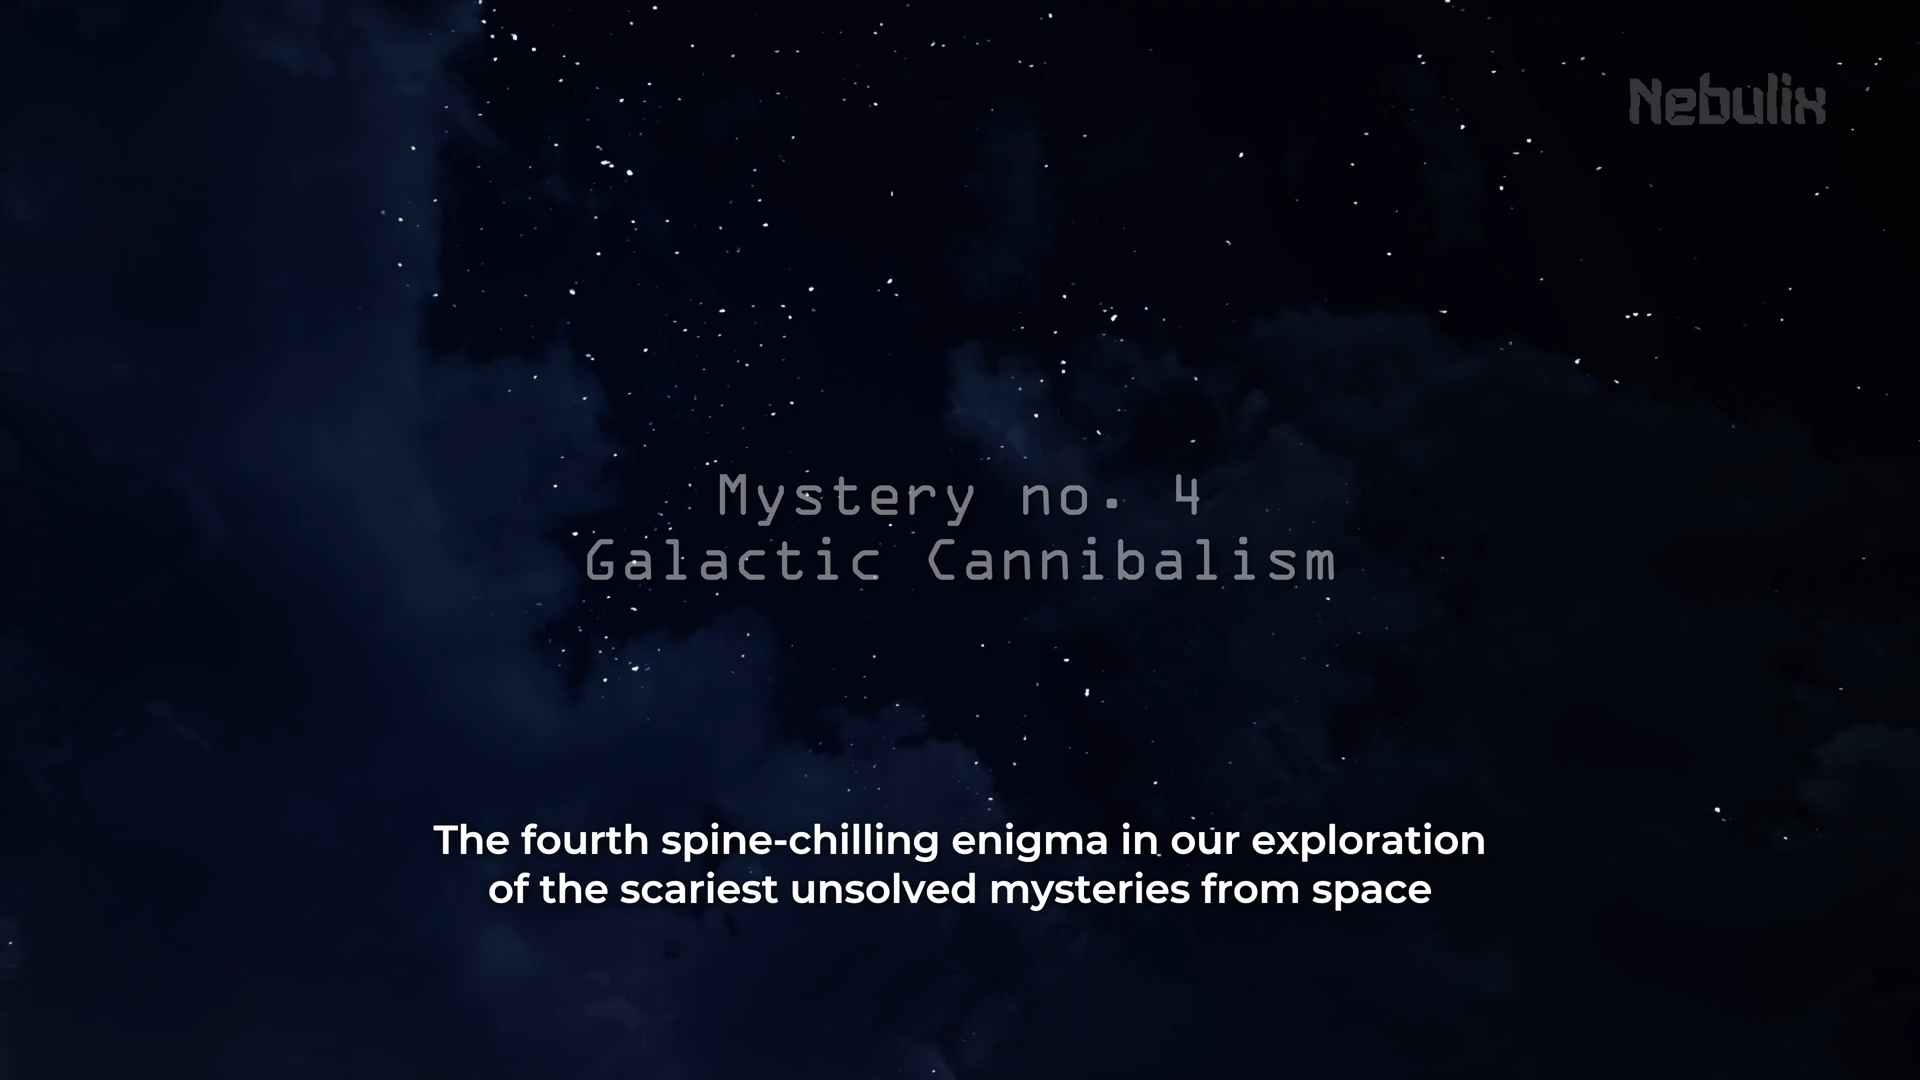 Nebulix
Mystery no. 4
Galactic Cannibalism
The fourth spine-chilling enigma in our exploration
of the scariest unsolved mysteries from space